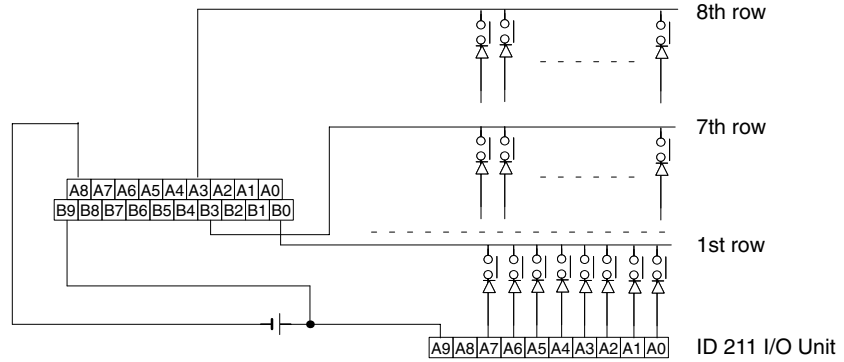 8th row
7th row
A8 A7 A6 A5 A4 A3 A2 A1 A0
B9 B8 B7 B6 B5 B4 B3 B2 B1 B0
1st row
A9 A8 A7 A6 A5 A4 A3 A2 A1 A0 ID 211 I/O Unit